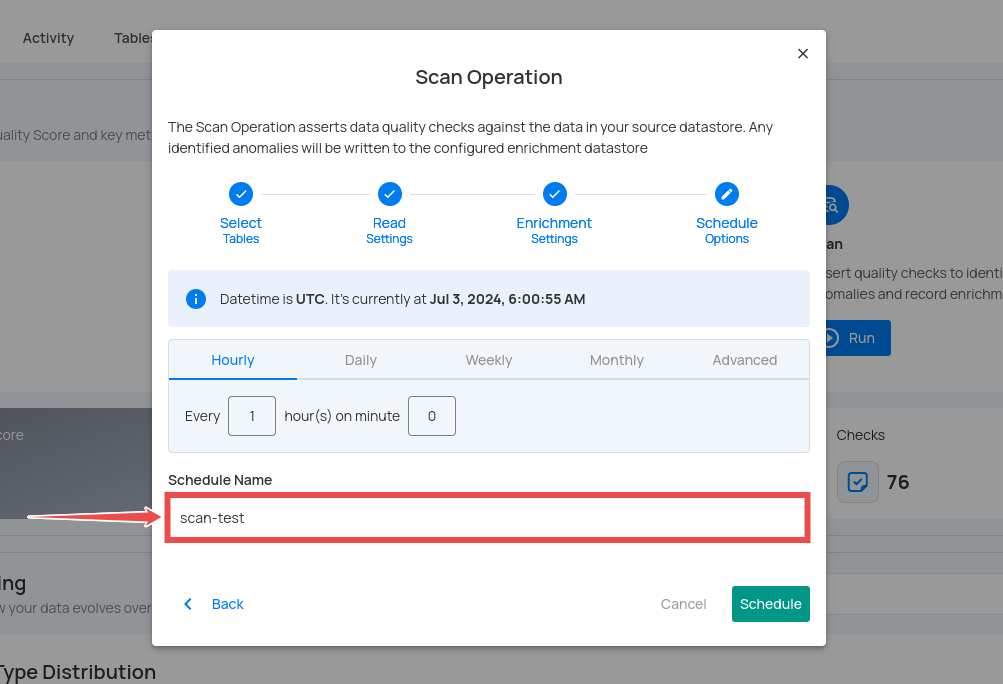 Activity
Tables
Scan Operation
uality Score and key met
The Scan Operation asserts data quality checks against the data in your source datastore. Any
identified anomalies will be written to the configured enrichment datastore
Select
Tables
Read
Settings
Enrichment
Settings
Schedule
Options
an
sert quality checks to identi
omalies and record enrichm
Run
Datetime is UTC. It's currently at Jul 3, 2024, 6:00:55 AM
Hourly
Daily
Weekly
Monthly
Advanced
Every 1 hour(s) on minute 0
core
Checks
76
Schedule Name
scan-test
ing
w your data evolves over
Back
Cancel
Schedule
Type Distribution